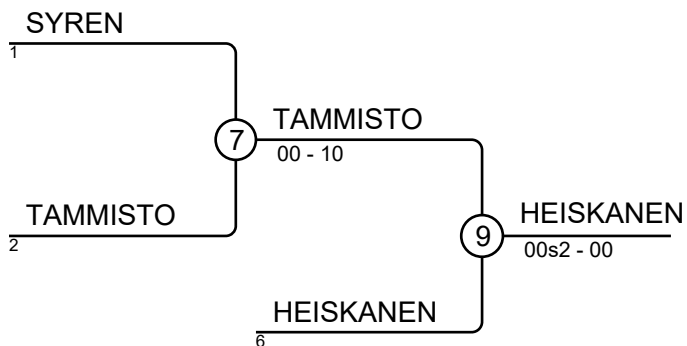 SYREN
1
7
TAMMISTO
00 - 10
TAMMISTO
2
9
HEISKANEN
00s2 - 00
HEISKANEN
6